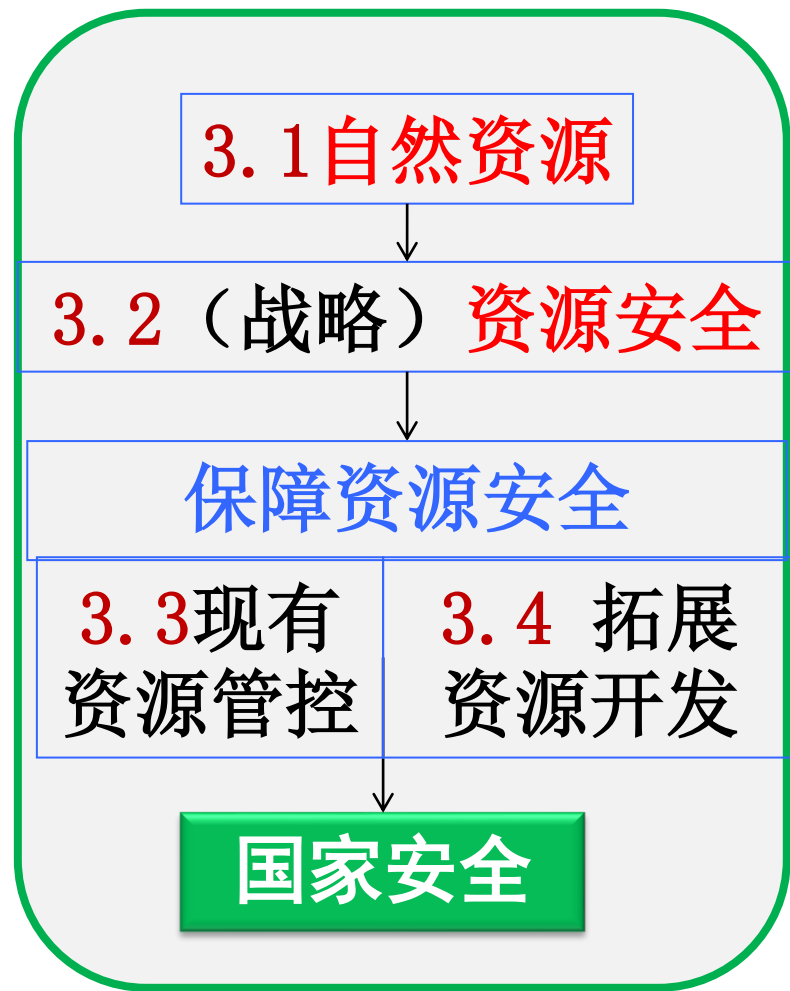 3.1自然资源
3.2（战略）资源安全
保障资源安全
3.3现有
资源管控
3.4 拓展
资源开发
国家安全